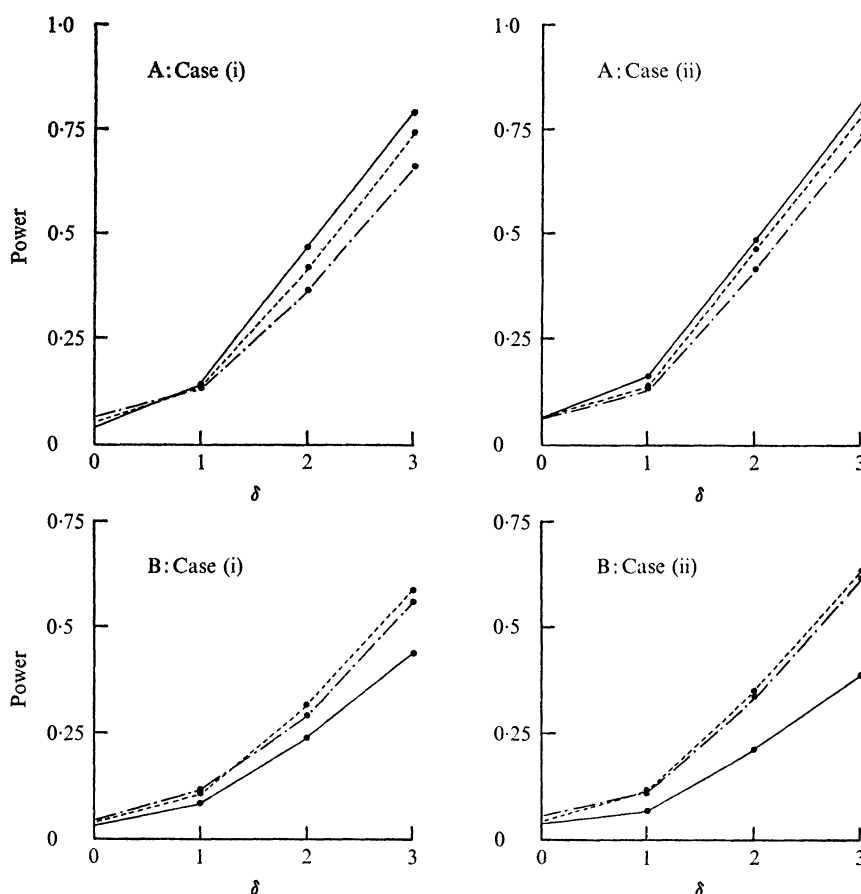 1·0
A: Case (i)
0·75
Power
0·5
0·25
0
0 1 2 3
δ
1·0
A: Case (ii)
0·75
0·5
0·25
0
0 1 2 3
δ
0·75
B: Case (i)
0·5
Power
0·25
0
0 1 2 3
δ
0·75
B: Case (ii)
0·5
0·25
0
0 1 2 3
δ